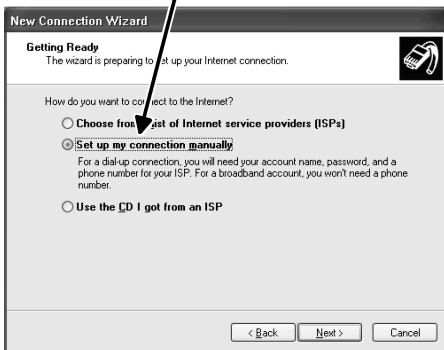 New Connection Wizard
Getting Ready
The wizard is preparing to set up your Internet connection.
How do you want to connect to the Internet?
Choose from list of Internet service providers (ISPs)
Set up my connection manually
For a dial-up connection, you will need your account name, password, and a
phone number for your ISP. For a broadband account, you won't need a phone
number.
Use the CD I got from an ISP
< Back
Next >
Cancel